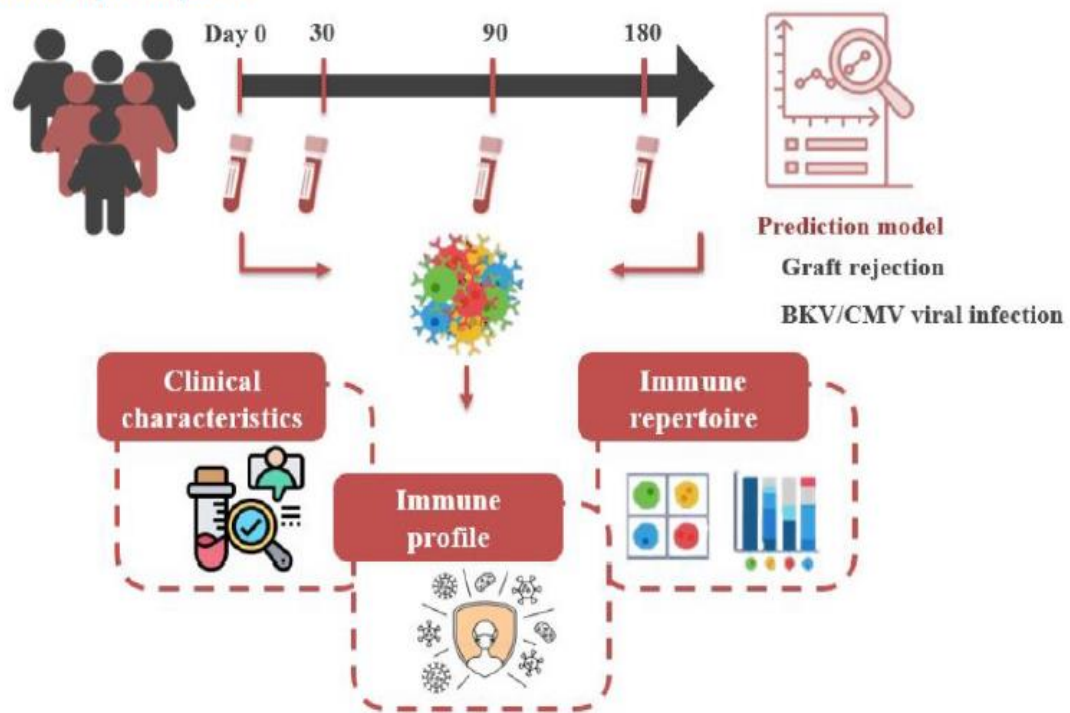 Day 0 30 90 180
Prediction model
Graft rejection
BKV/CMV viral infection
Clinical
characteristics
Immune
repertoire
Immune
profile